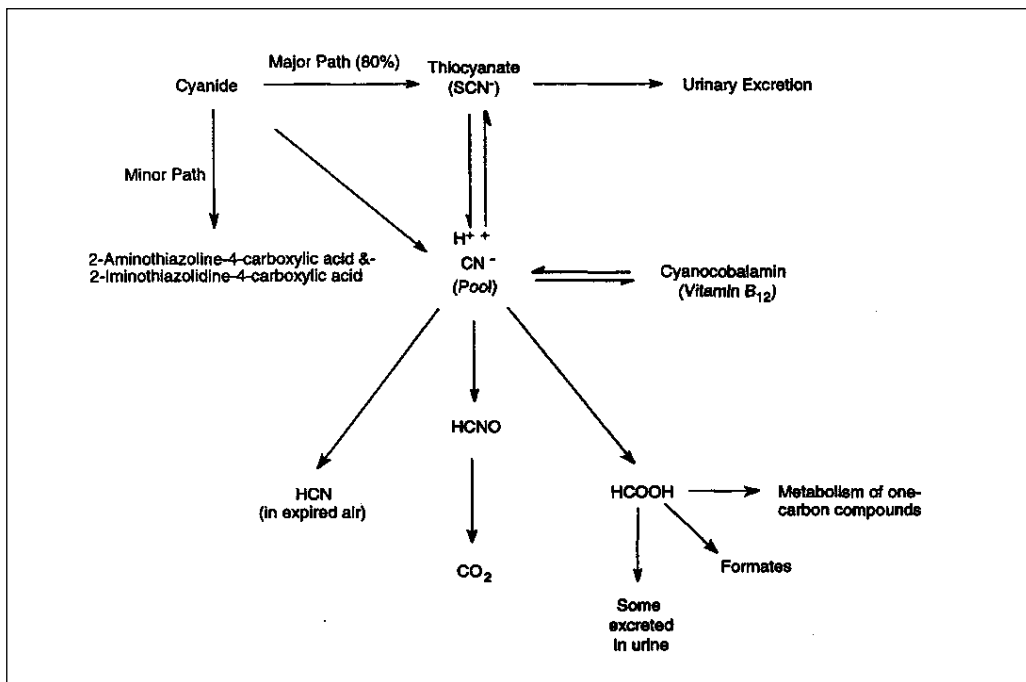 Major Path (80%)
Cyanide
Thiocyanate
(SCN⁻)
Urinary Excretion
Minor Path
2-Aminothiazoline-4-carboxylic acid &-
2-Iminothiazolidine-4-carboxylic acid
H⁺ +
CN⁻
(Pool)
Cyanocobalamin
(Vitamin B₁₂)
HCNO
HCN
(in expired air)
HCOOH
Metabolism of one-
carbon compounds
CO₂
Formates
Some
excreted
in urine